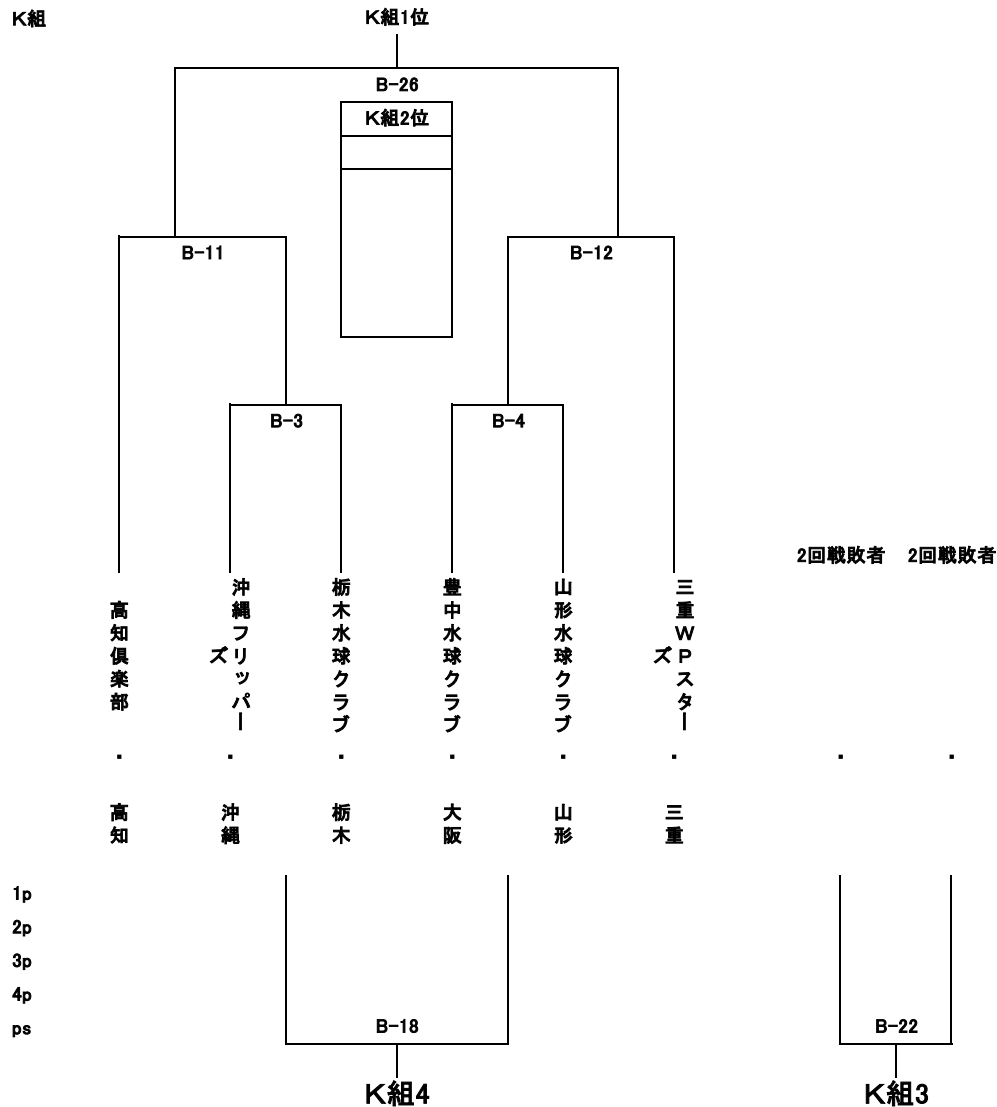 K組
K組1位
B-26
K組2位
B-11
B-12
B-3
B-4
2回戦敗者
2回戦敗者
高知倶楽部
沖縄フリッパーズ
栃木水球クラブ
豊中水球クラブ
山形水球クラブ
三重WPスターズ
・
・
・
・
・
・
・
・
高知
沖縄
栃木
大阪
山形
三重
1p
2p
3p
4p
ps
B-18
B-22
K組4
K組3